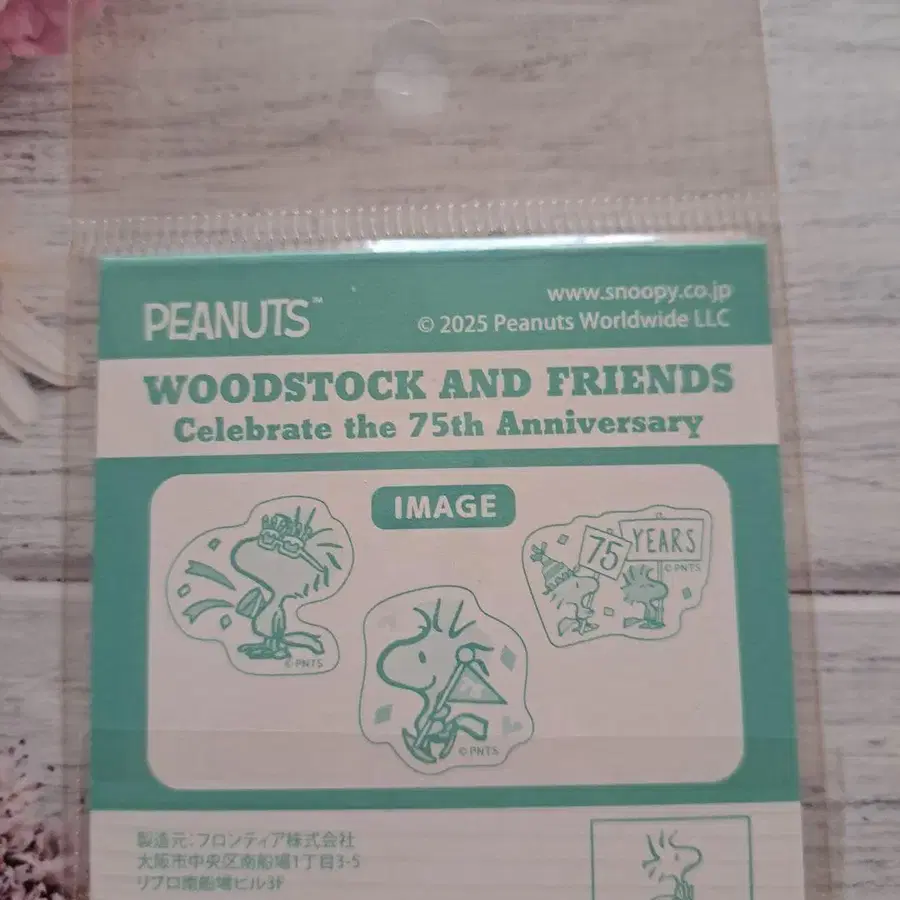 PEANUTS™
www.snoopy.co.jp
© 2025 Peanuts Worldwide LLC
WOODSTOCK AND FRIENDS
Celebrate the 75th Anniversary
IMAGE
75
YEARS
©PNTS
©PNTS
©PNTS
製造元:フロンティア株式会社
大阪市中央区南船場1丁目3-5
リプロ南船場ビル3F